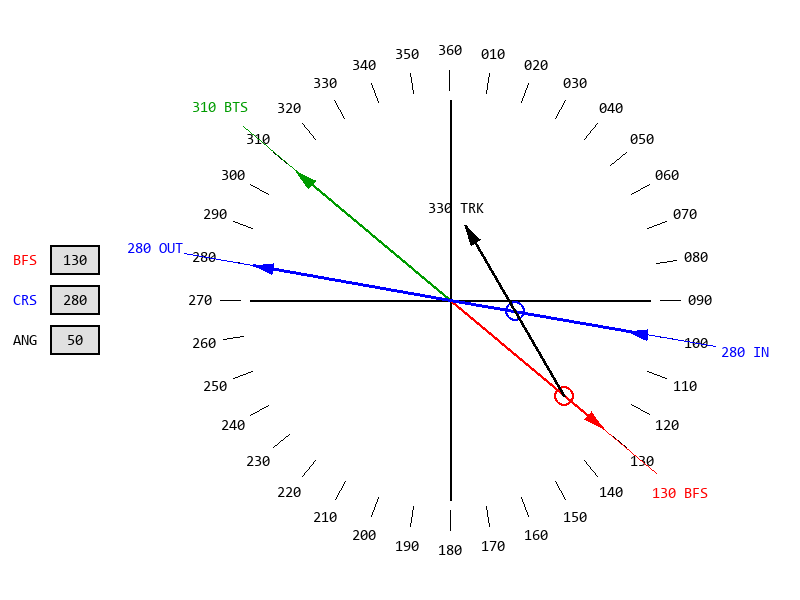 360
350 010
340 020
330 030
310 BTS 320 040
310 050
300 060
290 330 TRK 070
280 OUT 280 080
BFS 130
CRS 280 270 090
ANG 50 260 100 280 IN
250 110
240 120
230 130
220 140 130 BFS
210 150
200 160
190 170
180